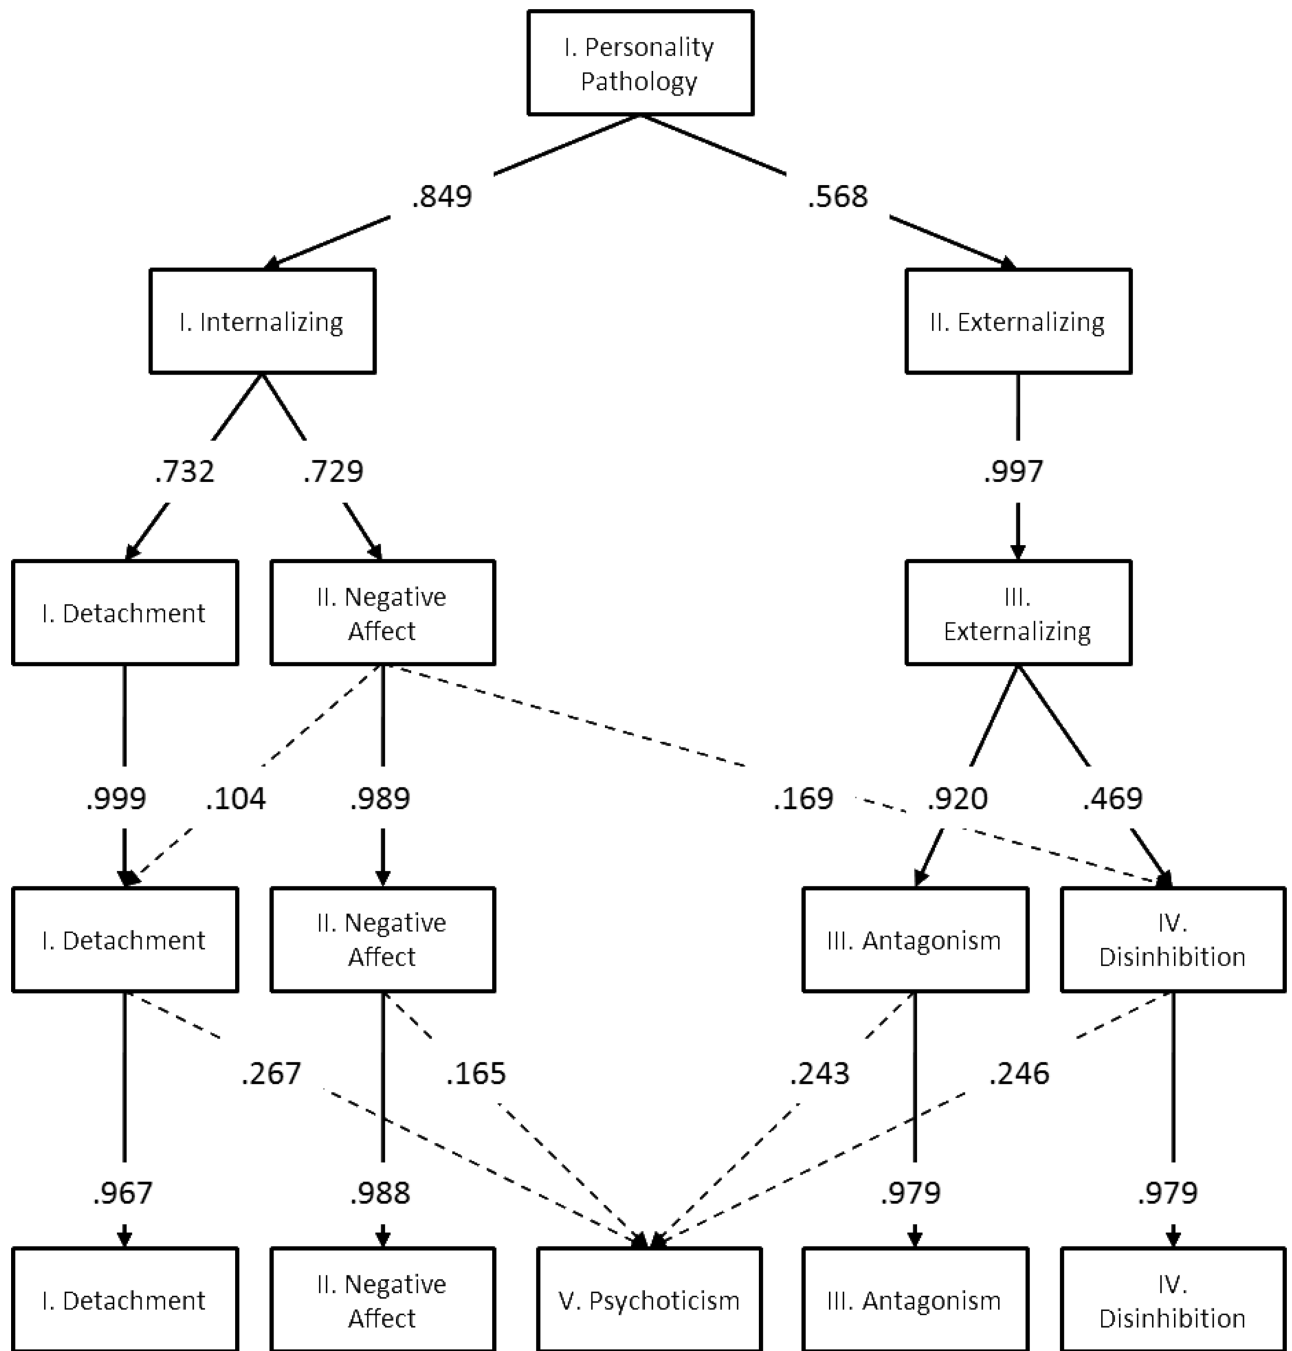 I. Personality
Pathology
.849
.568
I. Internalizing
II. Externalizing
.732
.729
.997
I. Detachment
II. Negative
Affect
III.
Externalizing
.999
.104
.989
.169
.920
.469
I. Detachment
II. Negative
Affect
III. Antagonism
IV.
Disinhibition
.267
.165
.243
.246
.967
.988
.979
.979
I. Detachment
II. Negative
Affect
V. Psychoticism
III. Antagonism
IV.
Disinhibition